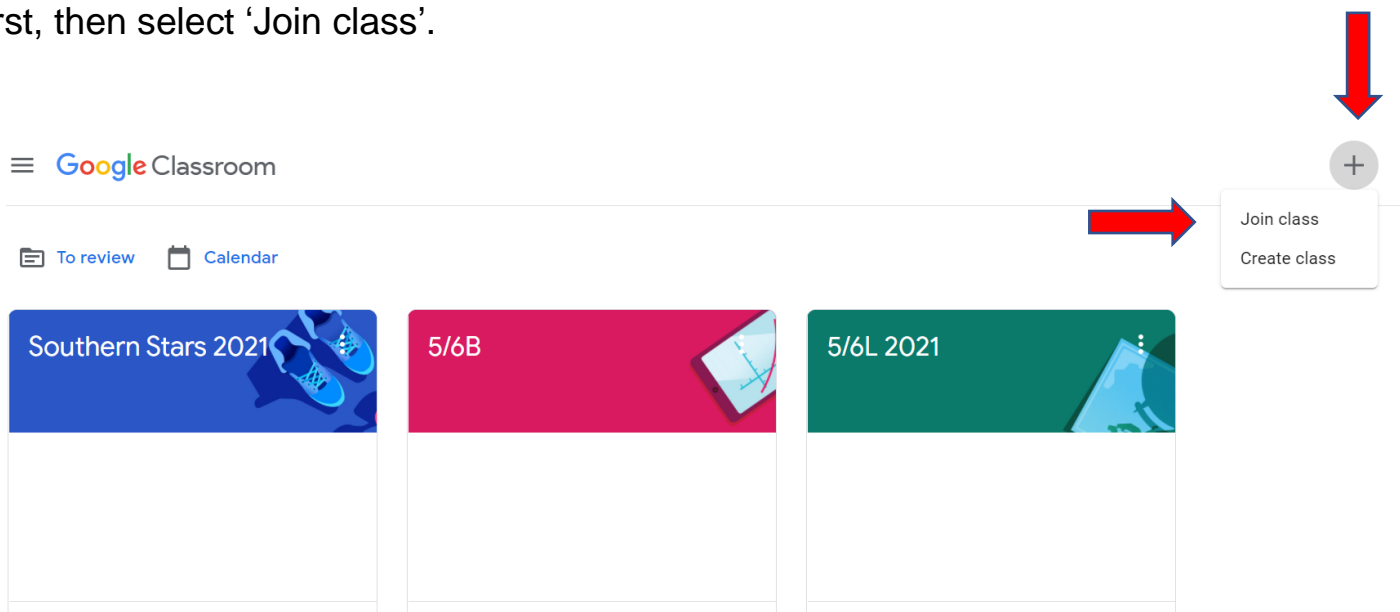 then select ‘Join class’.
Google Classroom
Join class
Create class
To review Calendar
Southern Stars 2021 5/6B 5/6L 2021